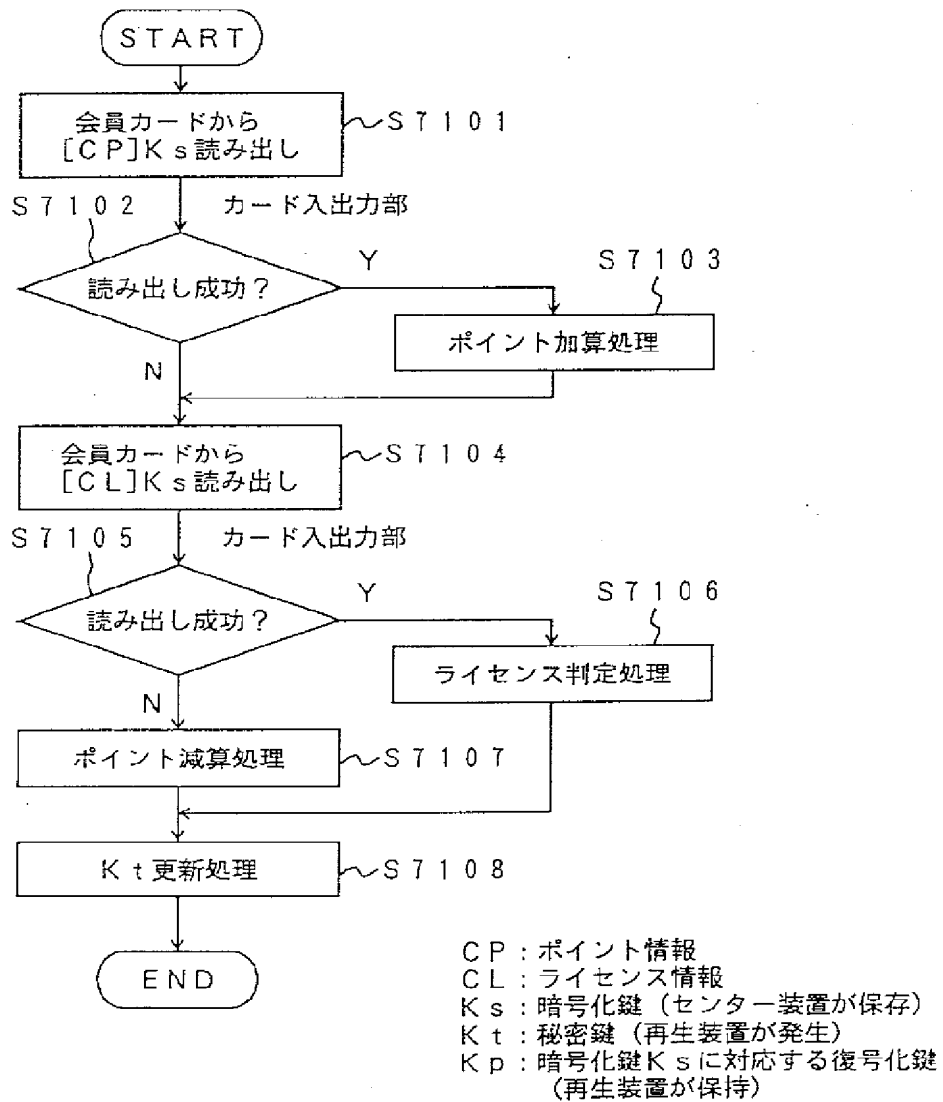 START
会員カードから
[CP]Ks読み出し
S7101
S7102
カード入出力部
読み出し成功?
Y
S7103
ポイント加算処理
N
会員カードから
[CL]Ks読み出し
S7104
S7105
カード入出力部
読み出し成功?
Y
S7106
ライセンス判定処理
N
ポイント減算処理
S7107
Kt更新処理
S7108
END
CP:ポイント情報
CL:ライセンス情報
Ks:暗号化鍵(センター装置が保存)
Kt:秘密鍵(再生装置が発生)
Kp:暗号化鍵Ksに対応する復号化鍵
(再生装置が保持)